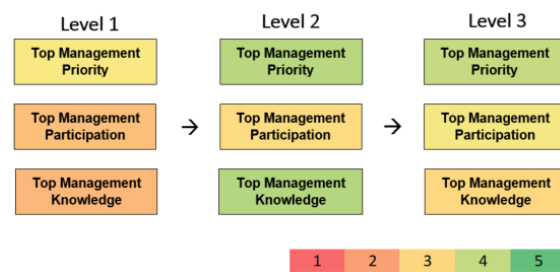 Level 1
Level 2
Level 3
Top Management
Priority
Top Management
Priority
Top Management
Priority
Top Management
Participation
→
Top Management
Participation
→
Top Management
Participation
Top Management
Knowledge
Top Management
Knowledge
Top Management
Knowledge
1 2 3 4 5